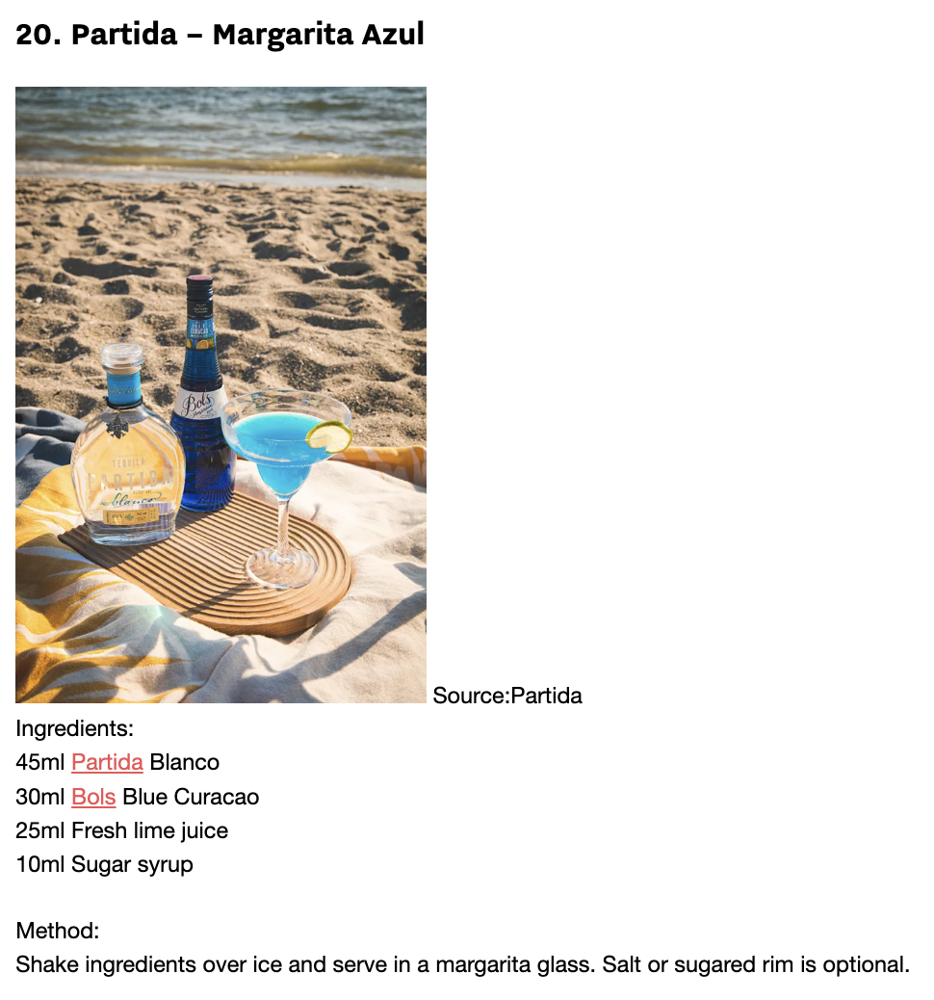 20. Partida – Margarita Azul
Bols
TEQUILA
PARTIDA
blanco
Source:Partida
Ingredients:
45ml Partida Blanco
30ml Bols Blue Curacao
25ml Fresh lime juice
10ml Sugar syrup
Method:
Shake ingredients over ice and serve in a margarita glass. Salt or sugared rim is optional.